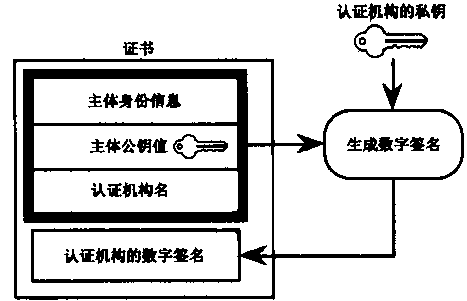 认证机构的私钥
证书
主体身份信息
主体公钥值
生成数字签名
认证机构名
认证机构的数字签名